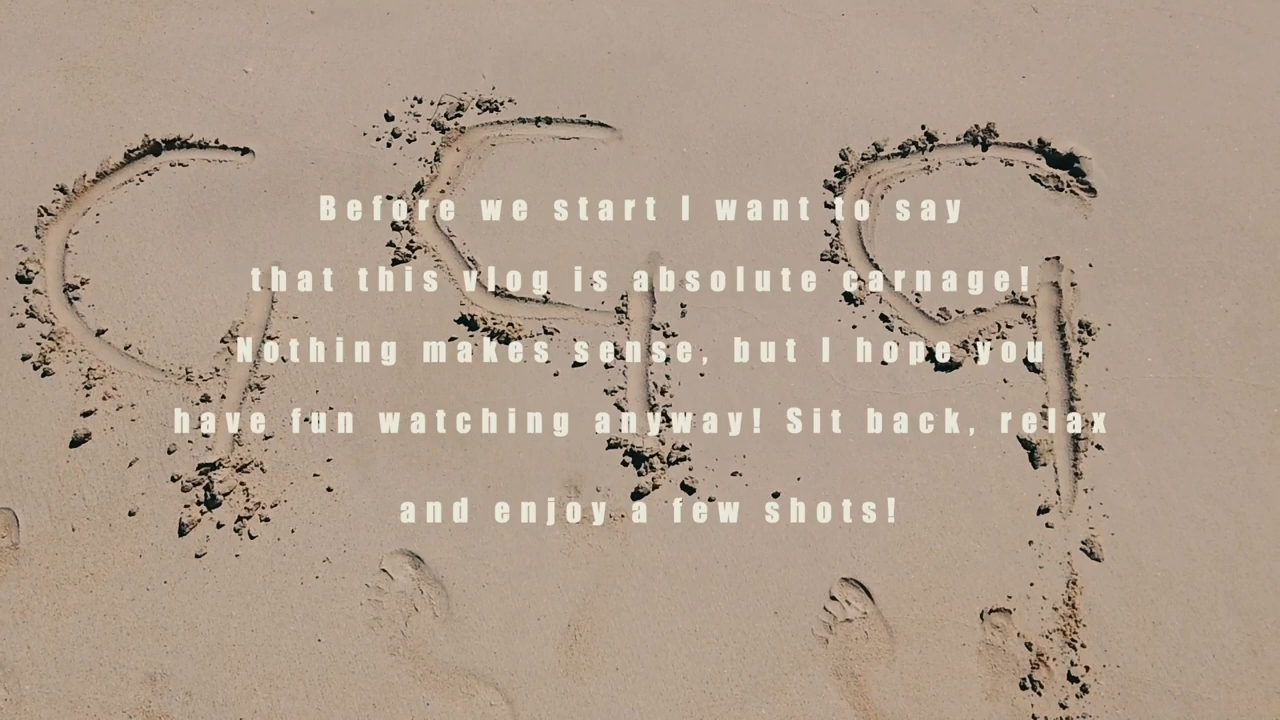 Before we start I want to say
that this vlog is absolute carnage!
Nothing makes sense, but I hope you
have fun watching anyway! Sit back, relax
and enjoy a few shots!